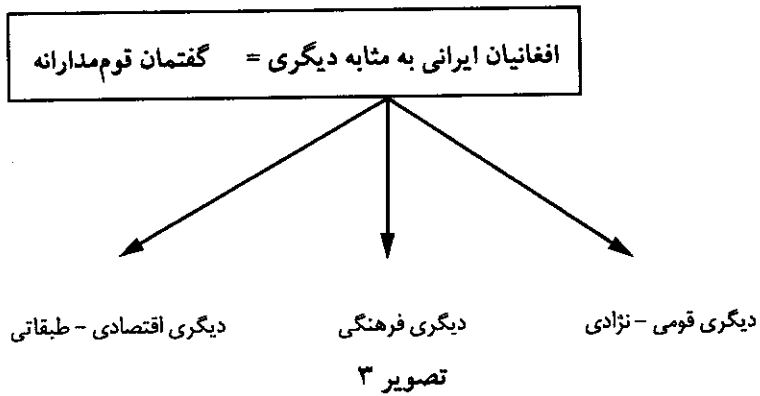 افغانیان ایرانی به مثابه دیگری = گفتمان قوم‌مدارانه
دیگری قومی – نژادی
دیگری فرهنگی
دیگری اقتصادی – طبقاتی
تصویر ۳